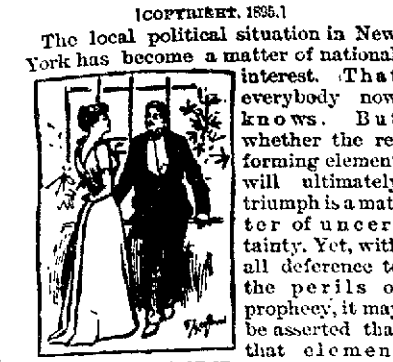 [COPYRIGHT, 1895.]
The local political situation in New
York has become a matter of national
interest. That
everybody now
knows. But
whether the re
forming element
will ultimately
triumph is a mat
ter of uncer
tainty. Yet, with
all deference to
the perils o
prophecy, it may
be asserted tha
that elemen